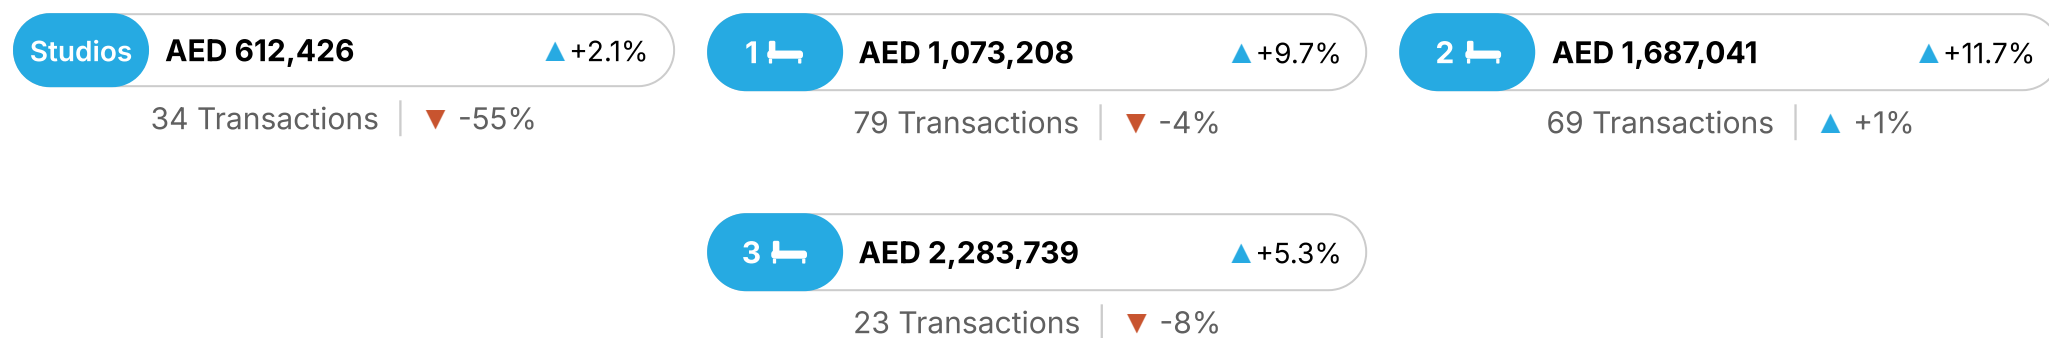 Studios AED 612,426 ▲+2.1%
34 Transactions | ▼ -55%
1 AED 1,073,208 ▲+9.7%
79 Transactions | ▼ -4%
2 AED 1,687,041 ▲+11.7%
69 Transactions | ▲ +1%
3 AED 2,283,739 ▲+5.3%
23 Transactions | ▼ -8%